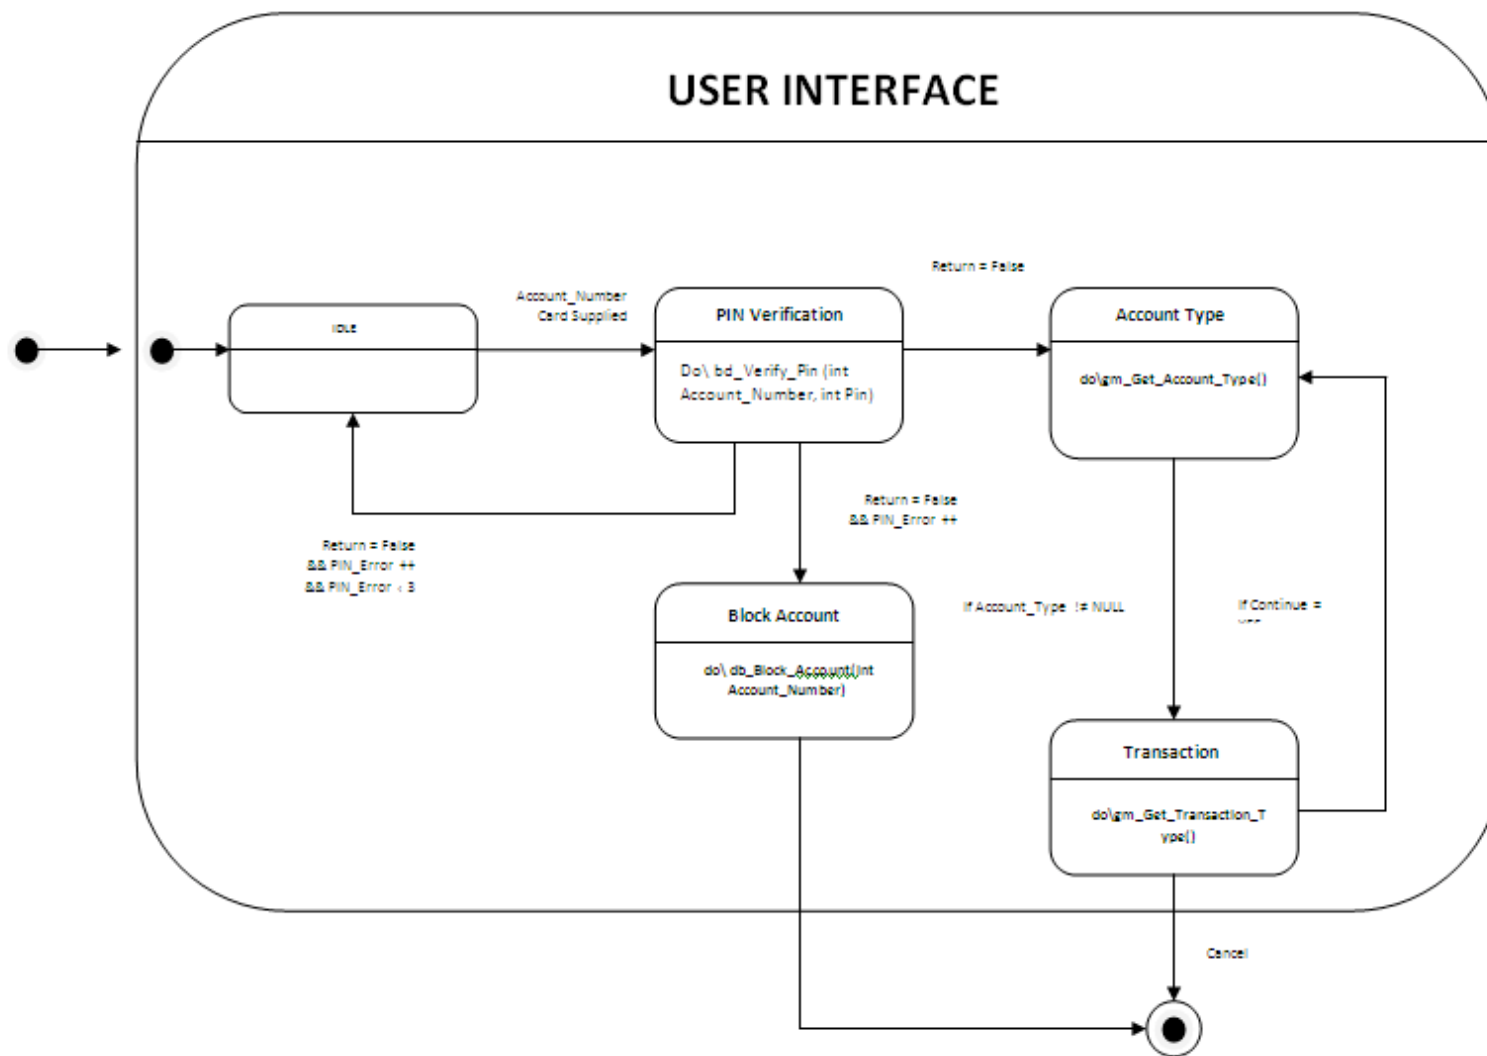 USER INTERFACE
Return = False
Account_Number
Card Supplied
IDLE
PIN Verification
Account Type
Do\ bd_Verify_Pin (int
Account_Number, int Pin)
do\gm_Get_Account_Type()
Return = False
&& PIN_Error ++
Return = False
&& PIN_Error ++
&& PIN_Error < 3
Block Account
If Account_Type != NULL
If Continue =
do\ db_Block_Account(int
Account_Number)
Transaction
do\gm_Get_Transaction_T
ype()
Cancel